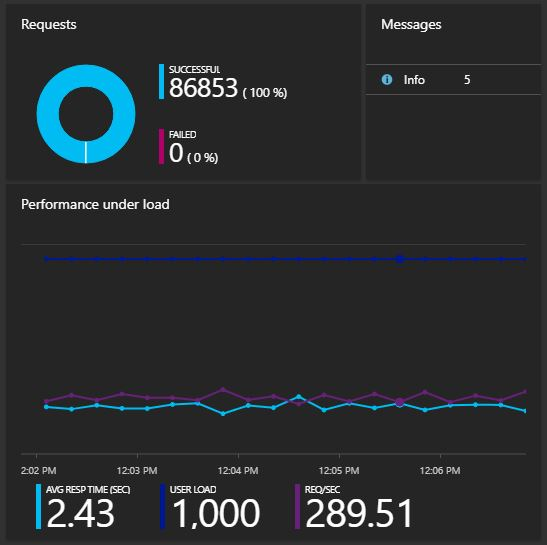 Requests
SUCCESSFUL
86853 ( 100 %)
FAILED
0 ( 0 %)
Messages
Info 5
Performance under load
2:02 PM 12:03 PM 12:04 PM 12:05 PM 12:06 PM
AVG RESP TIME (SEC) USER LOAD REQ/SEC
2.43 1,000 289.51